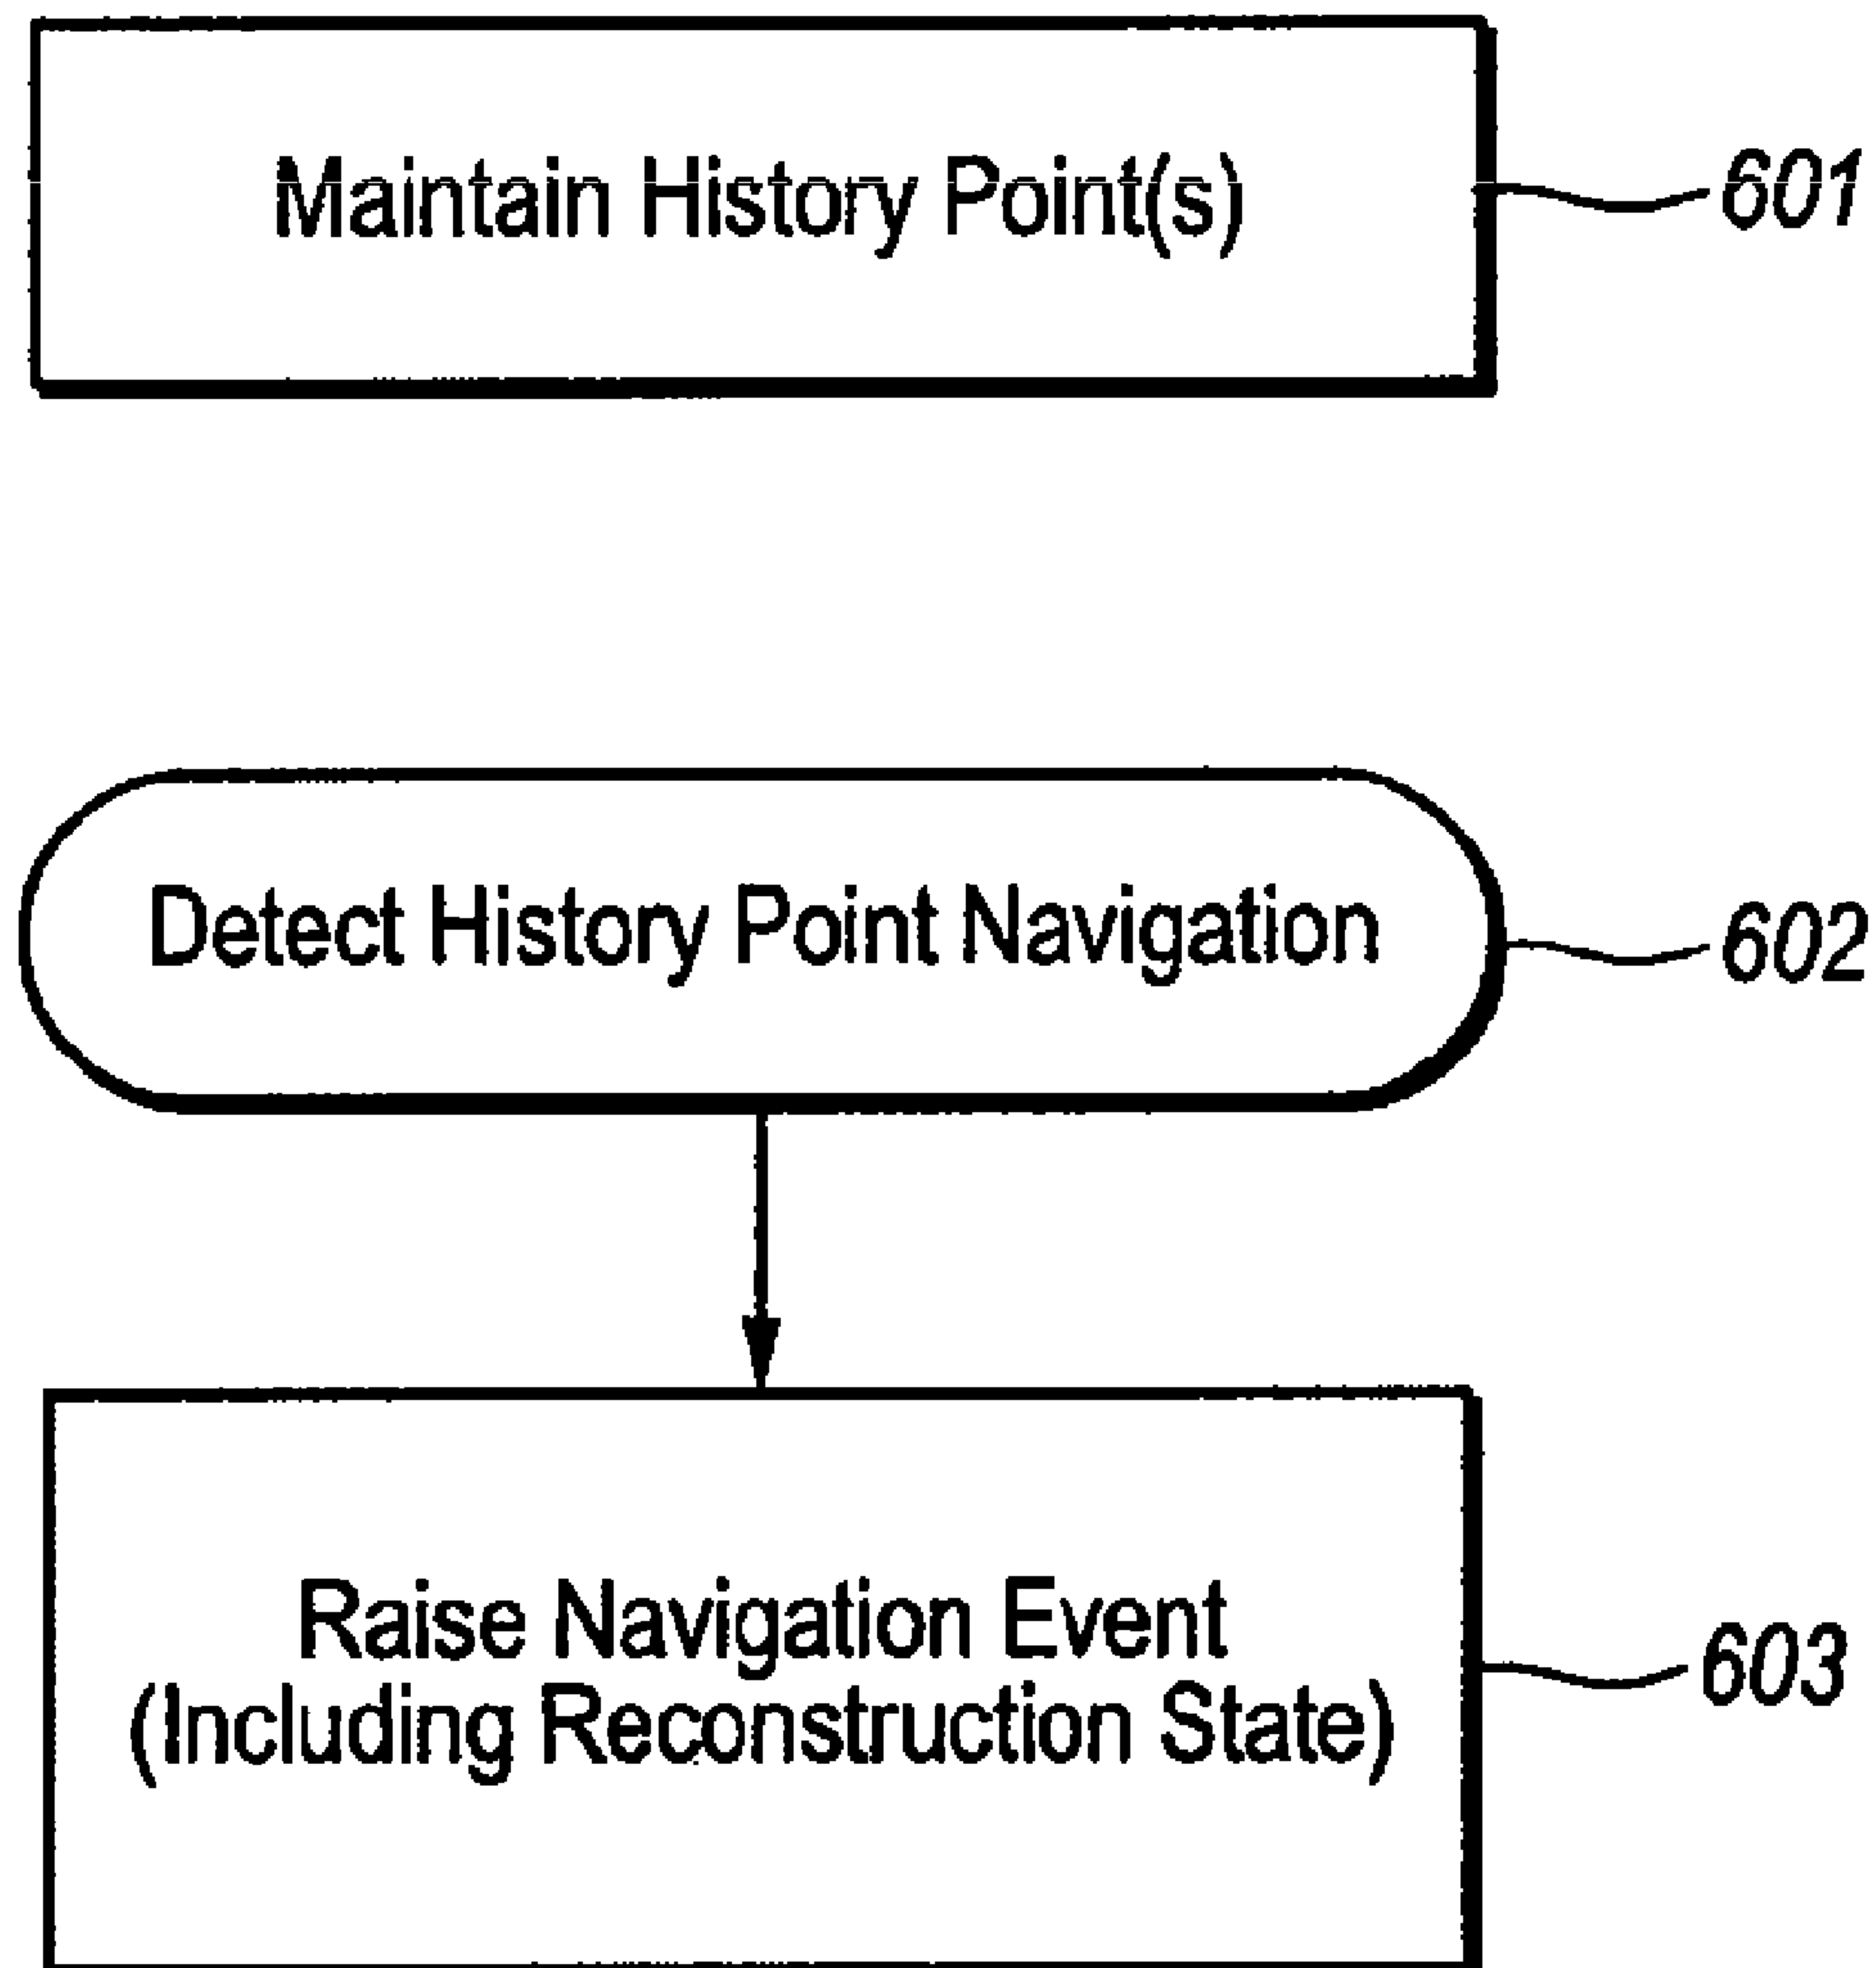 Maintain History Point(s)
601
Detect History Point Navigation
602
Raise Navigation Event
(Including Reconstruction State)
603